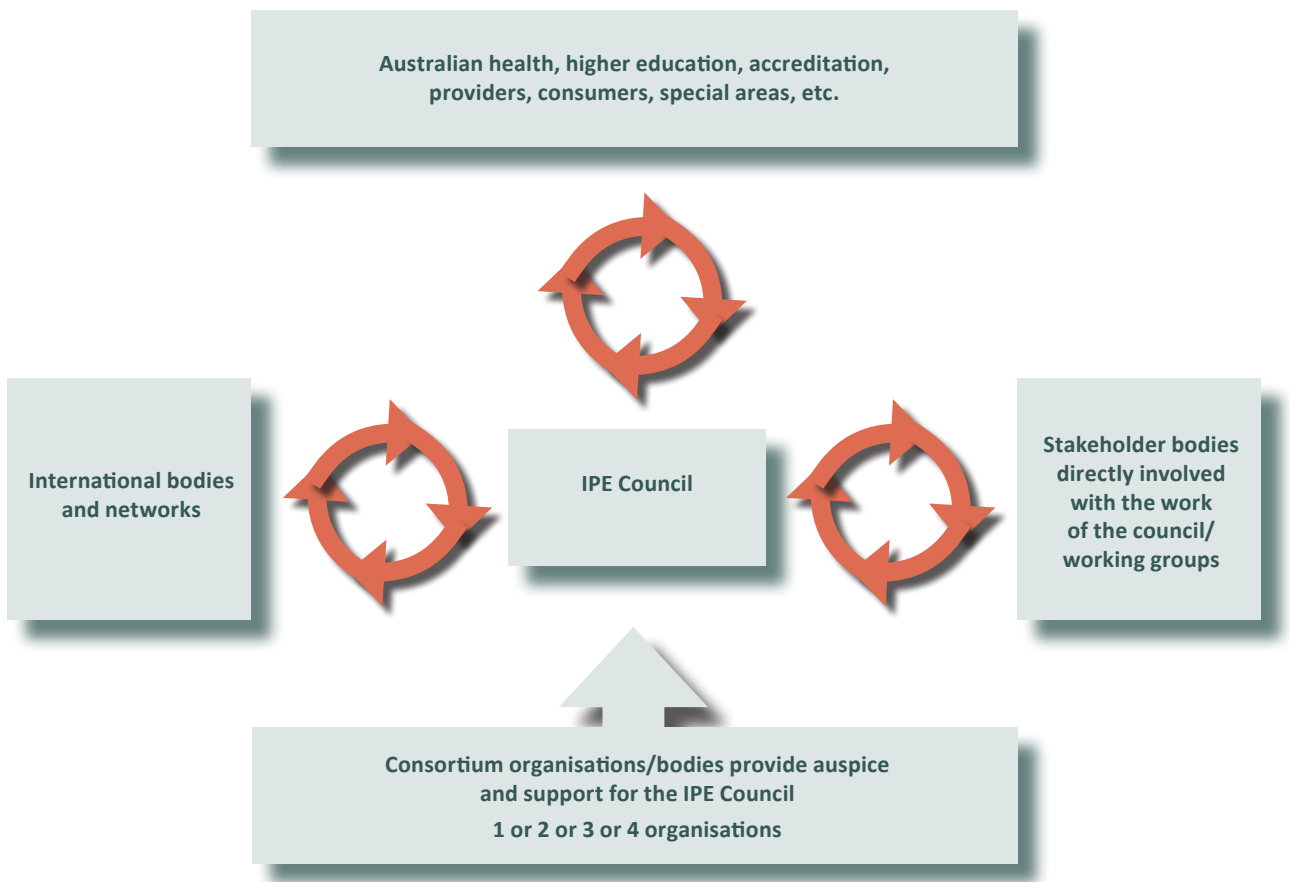 Australian health, higher education, accreditation,
providers, consumers, special areas, etc.
International bodies
and networks
IPE Council
Stakeholder bodies
directly involved
with the work
of the council/
working groups
Consortium organisations/bodies provide auspice
and support for the IPE Council
1 or 2 or 3 or 4 organisations